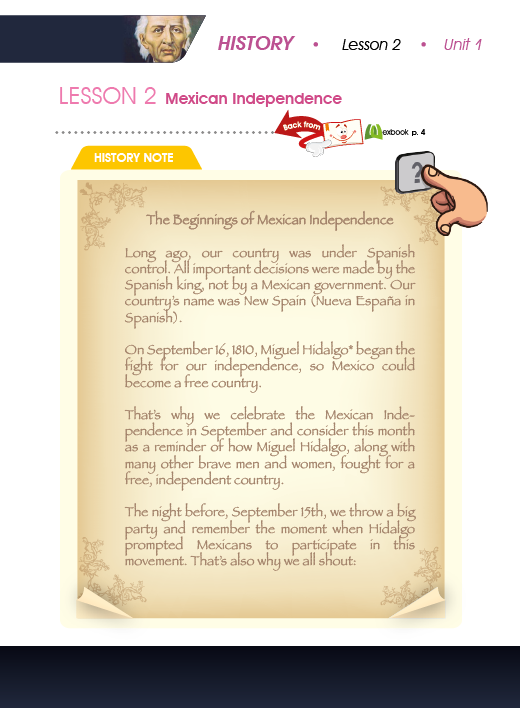 HISTORY • Lesson 2 • Unit 1
LESSON 2 Mexican Independence
Back from
exbook p. 4
HISTORY NOTE
?
The Beginnings of Mexican Independence
Long ago, our country was under Spanish
control. All important decisions were made by the
Spanish king, not by a Mexican government. Our
country's name was New Spain (Nueva España in
Spanish).
On September 16, 1810, Miguel Hidalgo* began the
fight for our independence, so Mexico could
become a free country.
That's why we celebrate the Mexican Inde-
pendence in September and consider this month
as a reminder of how Miguel Hidalgo, along with
many other brave men and women, fought for a
free, independent country.
The night before, September 15th, we throw a big
party and remember the moment when Hidalgo
prompted Mexicans to participate in this
movement. That's also why we all shout: